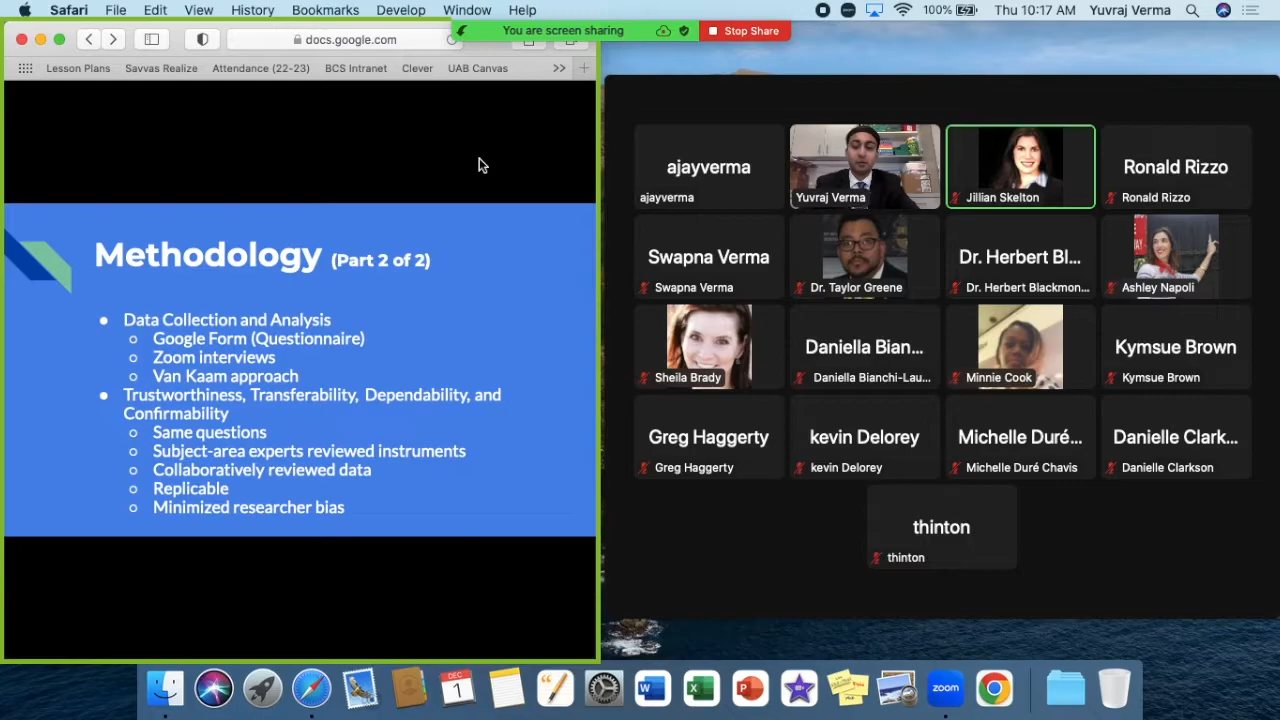 Safari File Edit View History Bookmarks Develop Window Help 100% Thu 10:17 AM Yuvraj Verma
You are screen sharing Stop Share
docs.google.com
Lesson Plans Savvas Realize Attendance (22-23) BCS Intranet Clever UAB Canvas >>
Methodology (Part 2 of 2)
● Data Collection and Analysis
○ Google Form (Questionnaire)
○ Zoom interviews
○ Van Kaam approach
● Trustworthiness, Transferability, Dependability, and
Confirmability
○ Same questions
○ Subject-area experts reviewed instruments
○ Collaboratively reviewed data
○ Replicable
○ Minimized researcher bias
ajayverma
ajayverma
Yuvraj Verma
Jillian Skelton
Ronald Rizzo
Ronald Rizzo
Swapna Verma
Swapna Verma
Dr. Taylor Greene
Dr. Herbert Bl...
Dr. Herbert Blackmon...
Ashley Napoli
Sheila Brady
Daniella Bian...
Daniella Bianchi-Lau...
Minnie Cook
Kymsue Brown
Kymsue Brown
Greg Haggerty
Greg Haggerty
kevin Delorey
kevin Delorey
Michelle Duré...
Michelle Duré Chavis
Danielle Clark...
Danielle Clarkson
thinton
thinton
DEC
1
zoom